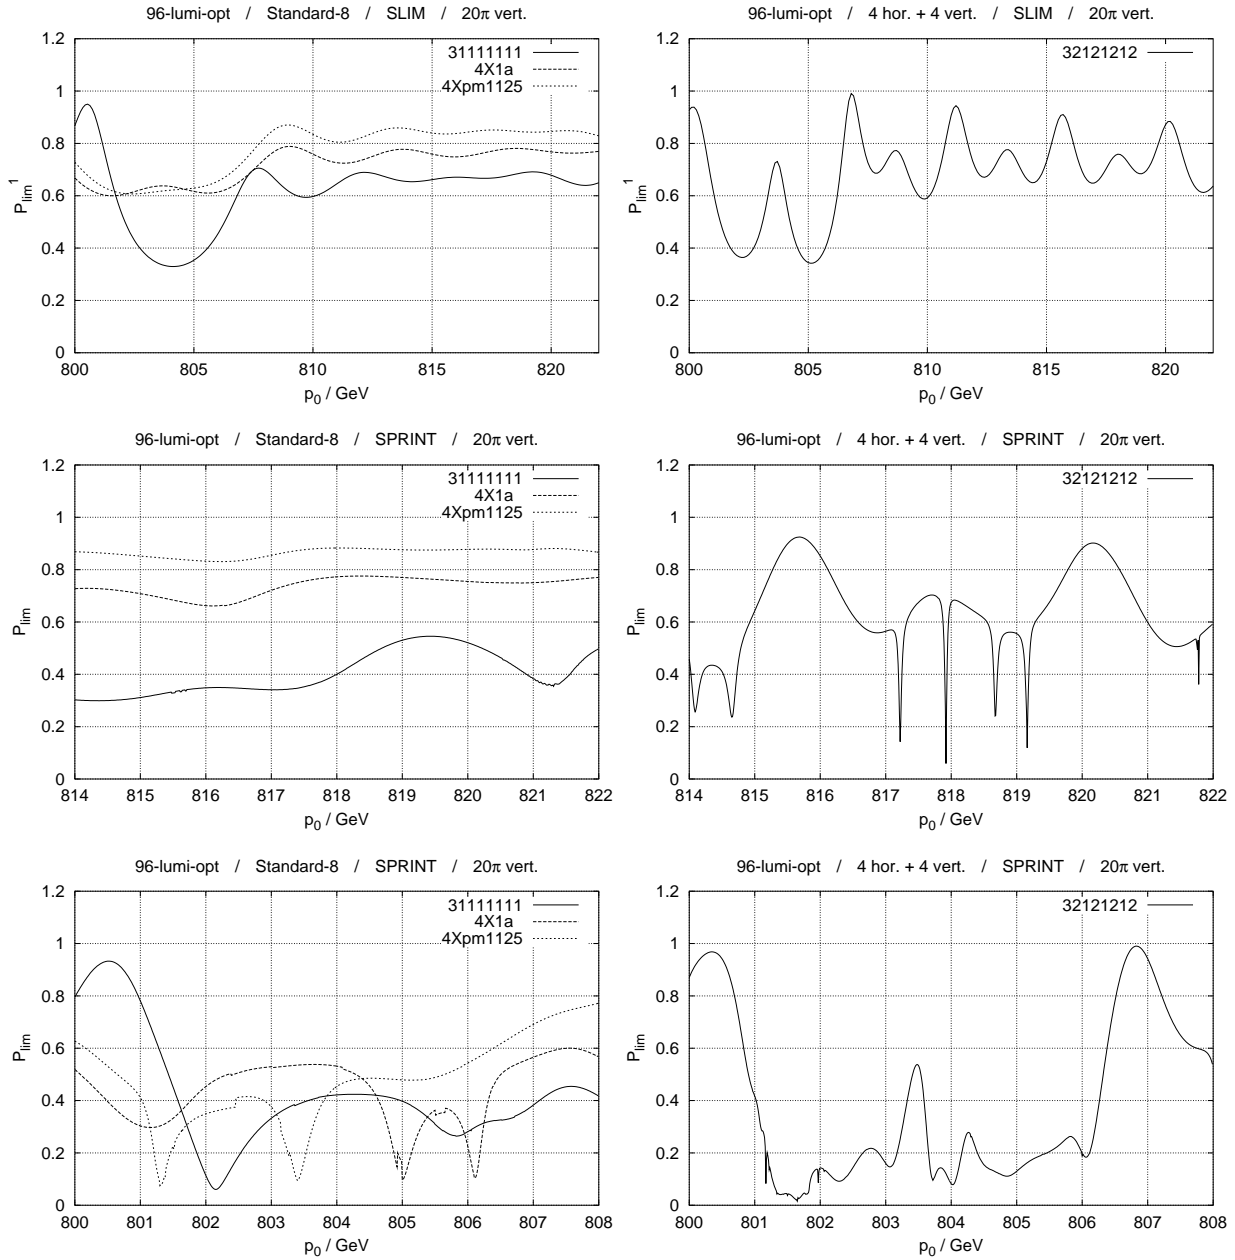 96-lumi-opt / Standard-8 / SLIM / 20π vert.
1.2
1
0.8
0.6
0.4
0.2
0
P_lim^1
31111111
4X1a
4Xpm1125
800 805 810 815 820
p_0 / GeV
96-lumi-opt / 4 hor. + 4 vert. / SLIM / 20π vert.
1.2
1
0.8
0.6
0.4
0.2
0
P_lim^1
32121212
800 805 810 815 820
p_0 / GeV
96-lumi-opt / Standard-8 / SPRINT / 20π vert.
1.2
1
0.8
0.6
0.4
0.2
0
P_lim
31111111
4X1a
4Xpm1125
814 815 816 817 818 819 820 821 822
p_0 / GeV
96-lumi-opt / 4 hor. + 4 vert. / SPRINT / 20π vert.
1.2
1
0.8
0.6
0.4
0.2
0
P_lim
32121212
814 815 816 817 818 819 820 821 822
p_0 / GeV
96-lumi-opt / Standard-8 / SPRINT / 20π vert.
1.2
1
0.8
0.6
0.4
0.2
0
P_lim
31111111
4X1a
4Xpm1125
800 801 802 803 804 805 806 807 808
p_0 / GeV
96-lumi-opt / 4 hor. + 4 vert. / SPRINT / 20π vert.
1.2
1
0.8
0.6
0.4
0.2
0
P_lim
32121212
800 801 802 803 804 805 806 807 808
p_0 / GeV